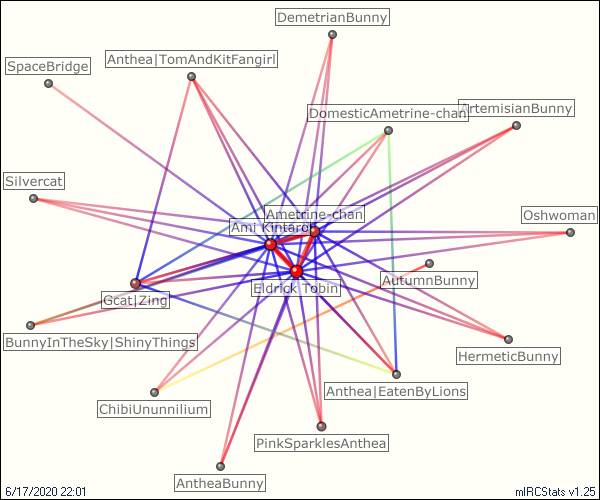 DemetrianBunny
SpaceBridge
Anthea|TomAndKitFangirl
DomesticAmetrine-chan
ArtemisianBunny
Silvercat
Ametrine-chan
Oshwoman
Ami Kintaro
Eldrick Tobin
AutumnBunny
Gcat|Zing
BunnyInTheSky|ShinyThings
HermeticBunny
Anthea|EatenByLions
ChibiUnunnilium
PinkSparklesAnthea
AntheaBunny
6/17/2020 22:01
mIRCStats v1.25